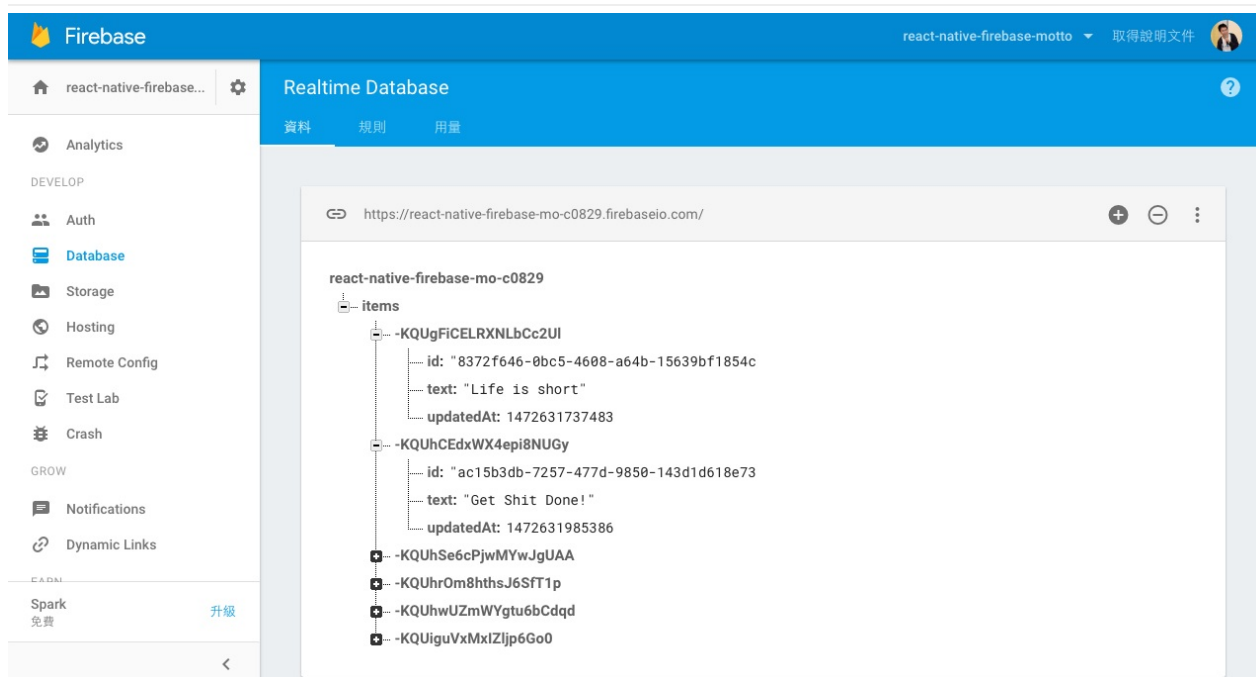 Firebase
react-native-firebase-motto
取得說明文件
react-native-firebase...
Realtime Database
資料
規則
用量
Analytics
DEVELOP
Auth
Database
Storage
Hosting
Remote Config
Test Lab
Crash
GROW
Notifications
Dynamic Links
EARN
Spark
免費
升級
https://react-native-firebase-mo-c0829.firebaseio.com/
react-native-firebase-mo-c0829
items
-KQUgFiCELRXNLbCc2Ul
id: "8372f646-0bc5-4608-a64b-15639bf1854c
text: "Life is short"
updatedAt: 1472631737483
-KQUhCEdxWX4epi8NUGy
id: "ac15b3db-7257-477d-9850-143d1d618e73
text: "Get Shit Done!"
updatedAt: 1472631985386
-KQUhSe6cPjwMYwJgUAA
-KQUhrOm8hthsJ6SfT1p
-KQUhwUZmWYgtu6bCdqd
-KQUiguVxMxIZljp6Go0